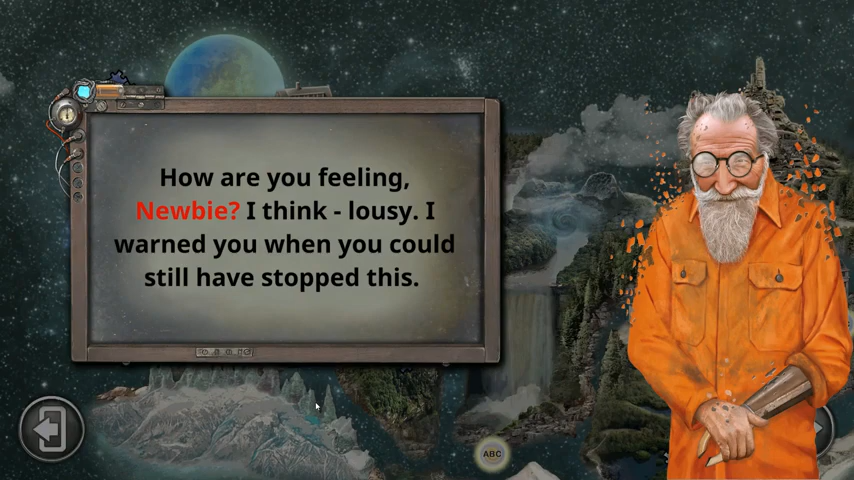 How are you feeling,
Newbie? I think - lousy. I
warned you when you could
still have stopped this.
ABC